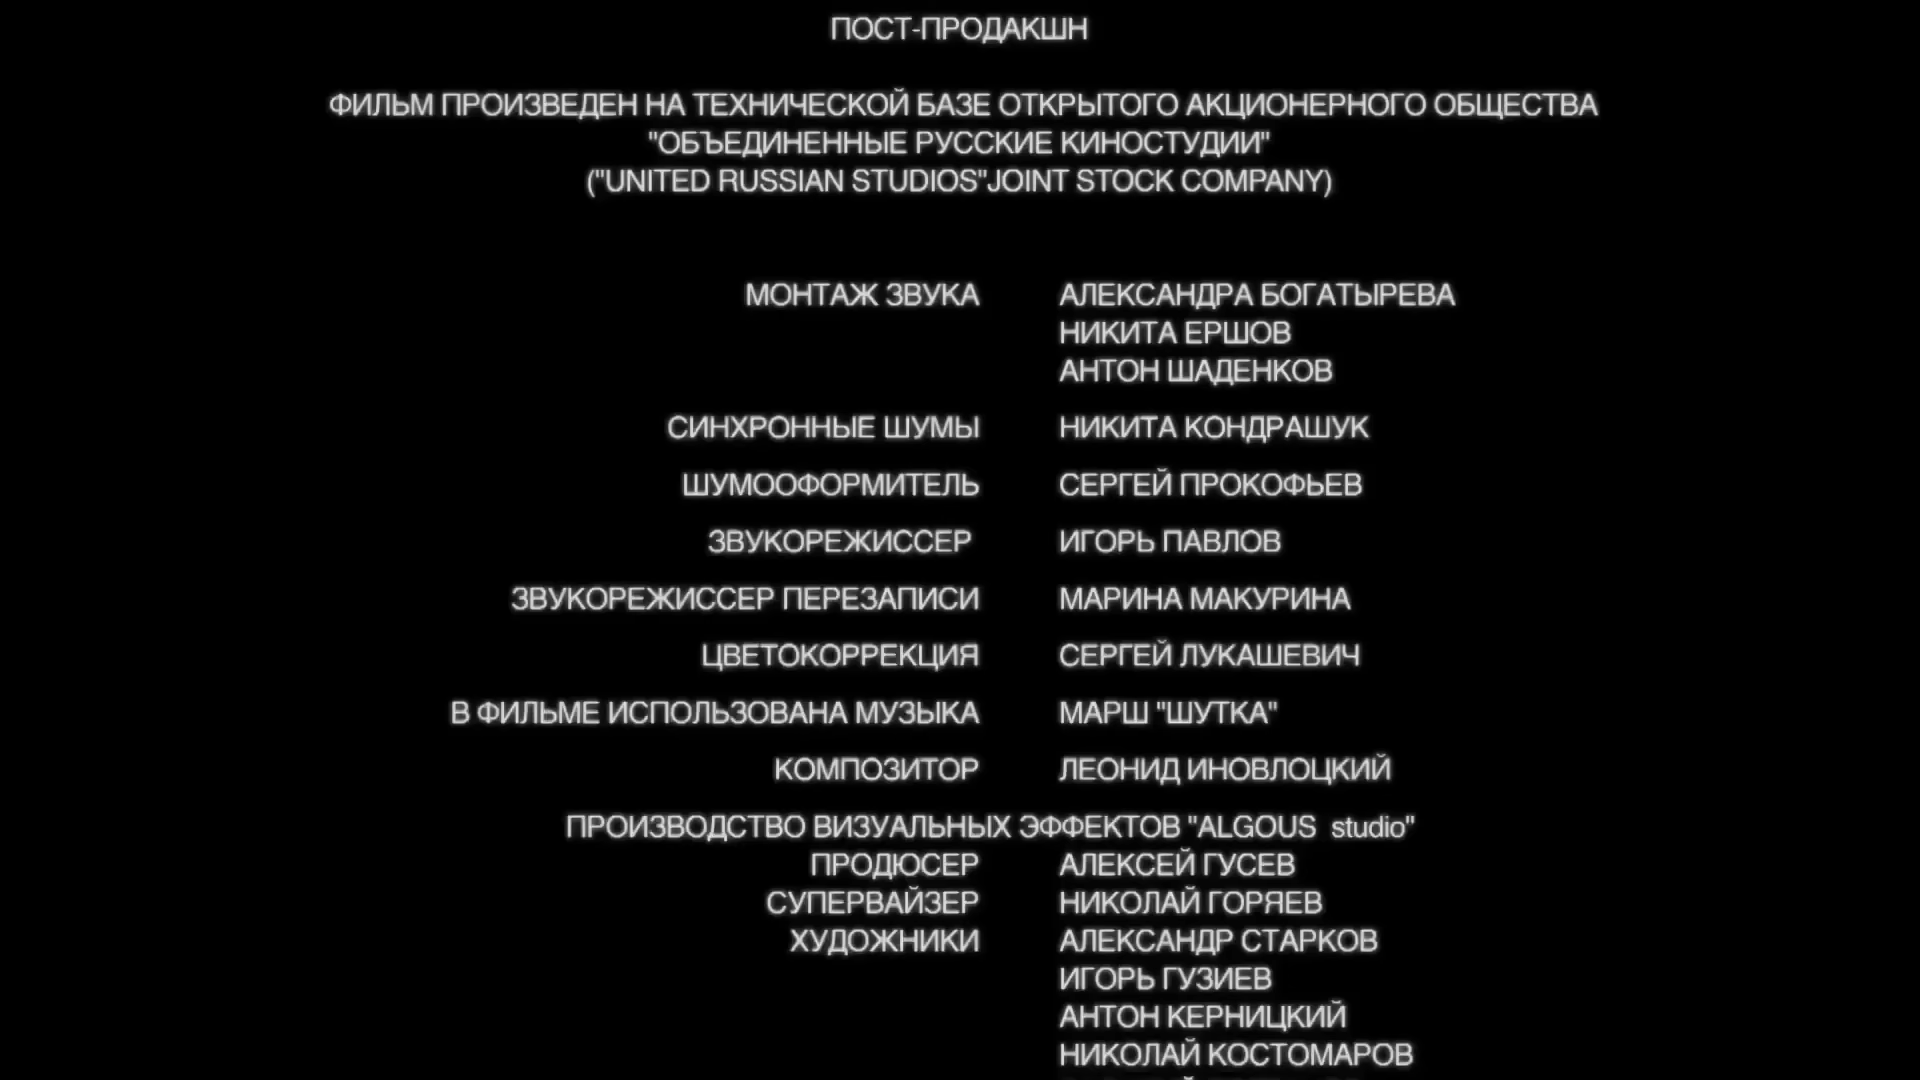 ПОСТ-ПРОДАКШН
ФИЛЬМ ПРОИЗВЕДЕН НА ТЕХНИЧЕСКОЙ БАЗЕ ОТКРЫТОГО АКЦИОНЕРНОГО ОБЩЕСТВА
"ОБЪЕДИНЕННЫЕ РУССКИЕ КИНОСТУДИИ"
("UNITED RUSSIAN STUDIOS"JOINT STOCK COMPANY)
МОНТАЖ ЗВУКА АЛЕКСАНДРА БОГАТЫРЕВА
НИКИТА ЕРШОВ
АНТОН ШАДЕНКОВ
СИНХРОННЫЕ ШУМЫ НИКИТА КОНДРАШУК
ШУМООФОРМИТЕЛЬ СЕРГЕЙ ПРОКОФЬЕВ
ЗВУКОРЕЖИССЕР ИГОРЬ ПАВЛОВ
ЗВУКОРЕЖИССЕР ПЕРЕЗАПИСИ МАРИНА МАКУРИНА
ЦВЕТОКОРРЕКЦИЯ СЕРГЕЙ ЛУКАШЕВИЧ
В ФИЛЬМЕ ИСПОЛЬЗОВАНА МУЗЫКА МАРШ "ШУТКА"
КОМПОЗИТОР ЛЕОНИД ИНОВЛОЦКИЙ
ПРОИЗВОДСТВО ВИЗУАЛЬНЫХ ЭФФЕКТОВ "ALGOUS studio"
ПРОДЮСЕР АЛЕКСЕЙ ГУСЕВ
СУПЕРВАЙЗЕР НИКОЛАЙ ГОРЯЕВ
ХУДОЖНИКИ АЛЕКСАНДР СТАРКОВ
ИГОРЬ ГУЗИЕВ
АНТОН КЕРНИЦКИЙ
НИКОЛАЙ КОСТОМАРОВ